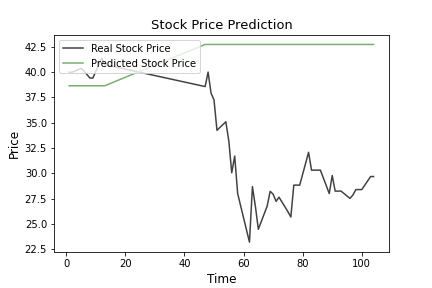 Stock Price Prediction
Real Stock Price
Predicted Stock Price
42.5
40.0
37.5
35.0
32.5
30.0
27.5
25.0
22.5
Price
0 20 40 60 80 100
Time